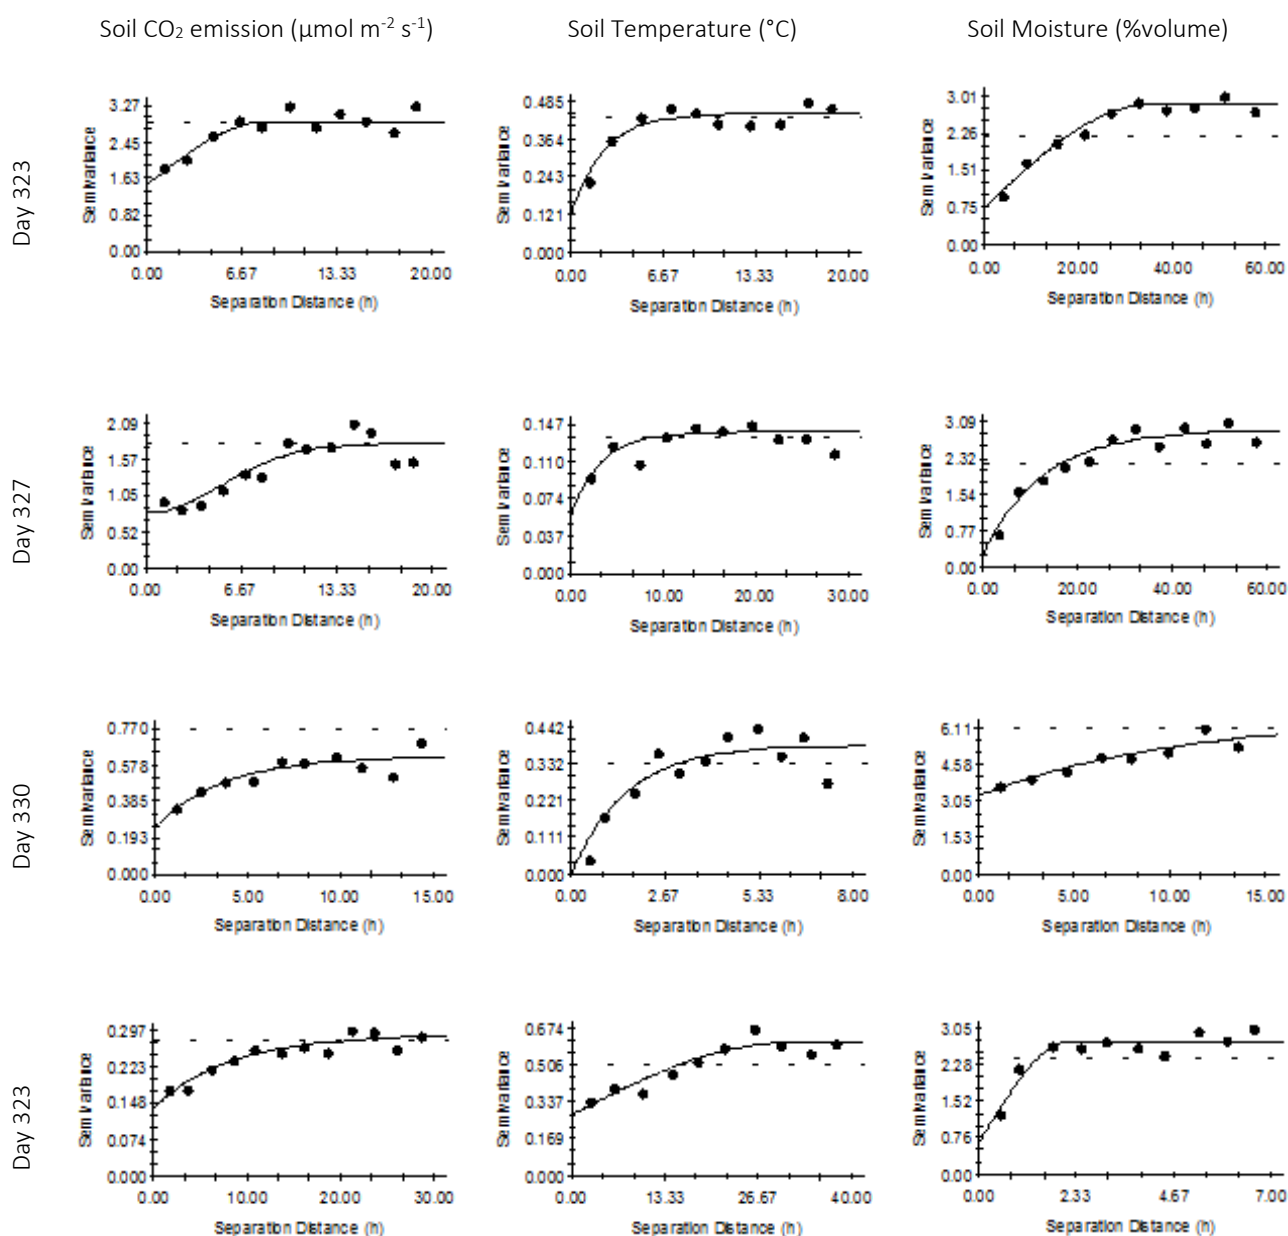 Soil CO₂ emission (µmol m⁻² s⁻¹) Soil Temperature (°C) Soil Moisture (%volume)
Day 323
Semivariance
3.27
2.45
1.63
0.82
0.00
0.00 6.67 13.33 20.00
Separation Distance (h)
Semivariance
0.485
0.364
0.243
0.121
0.000
0.00 6.67 13.33 20.00
Separation Distance (h)
Semivariance
3.01
2.26
1.51
0.75
0.00
0.00 20.00 40.00 60.00
Separation Distance (h)
Day 327
Semivariance
2.09
1.57
1.05
0.52
0.00
0.00 6.67 13.33 20.00
Separation Distance (h)
Semivariance
0.147
0.110
0.074
0.037
0.000
0.00 10.00 20.00 30.00
Separation Distance (h)
Semivariance
3.09
2.32
1.54
0.77
0.00
0.00 20.00 40.00 60.00
Separation Distance (h)
Day 330
Semivariance
0.770
0.578
0.385
0.193
0.000
0.00 5.00 10.00 15.00
Separation Distance (h)
Semivariance
0.442
0.332
0.221
0.111
0.000
0.00 2.67 5.33 8.00
Separation Distance (h)
Semivariance
6.11
4.58
3.05
1.53
0.00
0.00 5.00 10.00 15.00
Separation Distance (h)
Day 323
Semivariance
0.297
0.223
0.148
0.074
0.000
0.00 10.00 20.00 30.00
Separation Distance (h)
Semivariance
0.674
0.506
0.337
0.169
0.000
0.00 13.33 26.67 40.00
Separation Distance (h)
Semivariance
3.05
2.28
1.52
0.76
0.00
0.00 2.33 4.67 7.00
Separation Distance (h)